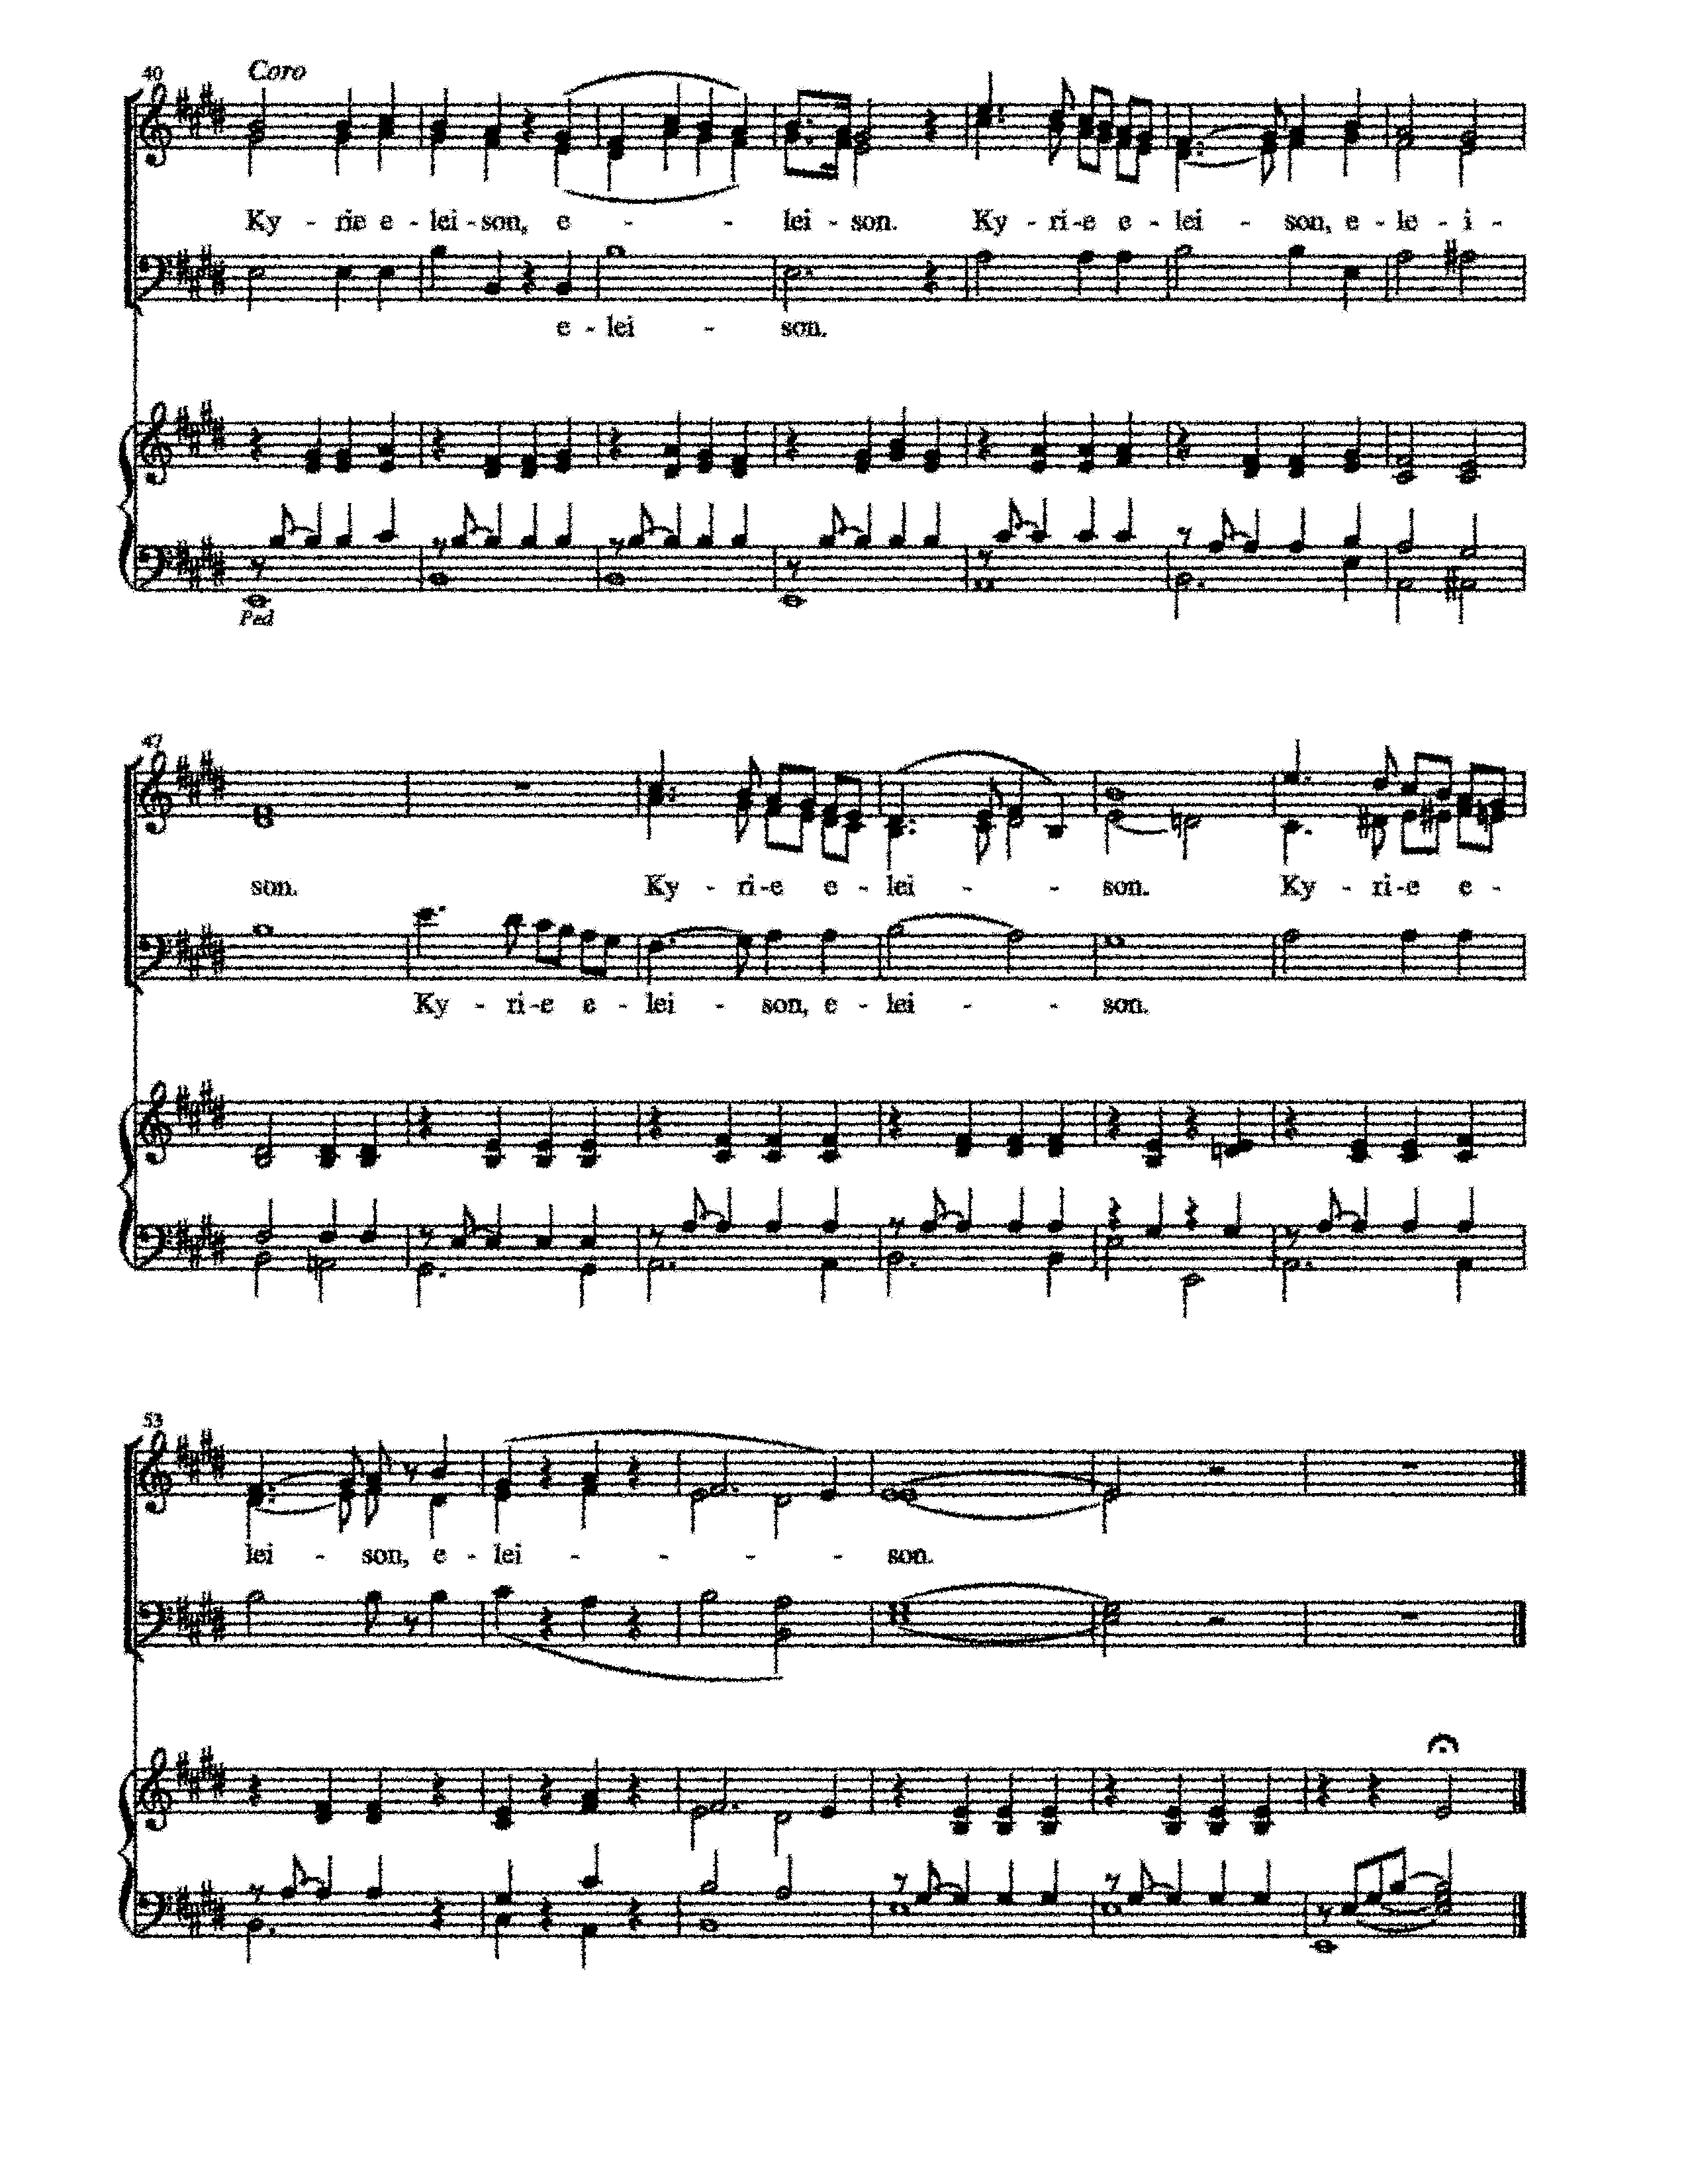 40 Coro
Ky - rie e - lei - son, e - - lei - son. Ky - ri - e e - lei - son, e - le - i -
e - lei - son.
Ped
47
son. Ky - ri - e e - lei - - son. Ky - ri - e e -
Ky - ri - e e - lei - son, e - lei - - son.
53
lei - son, e - lei - - - - son.